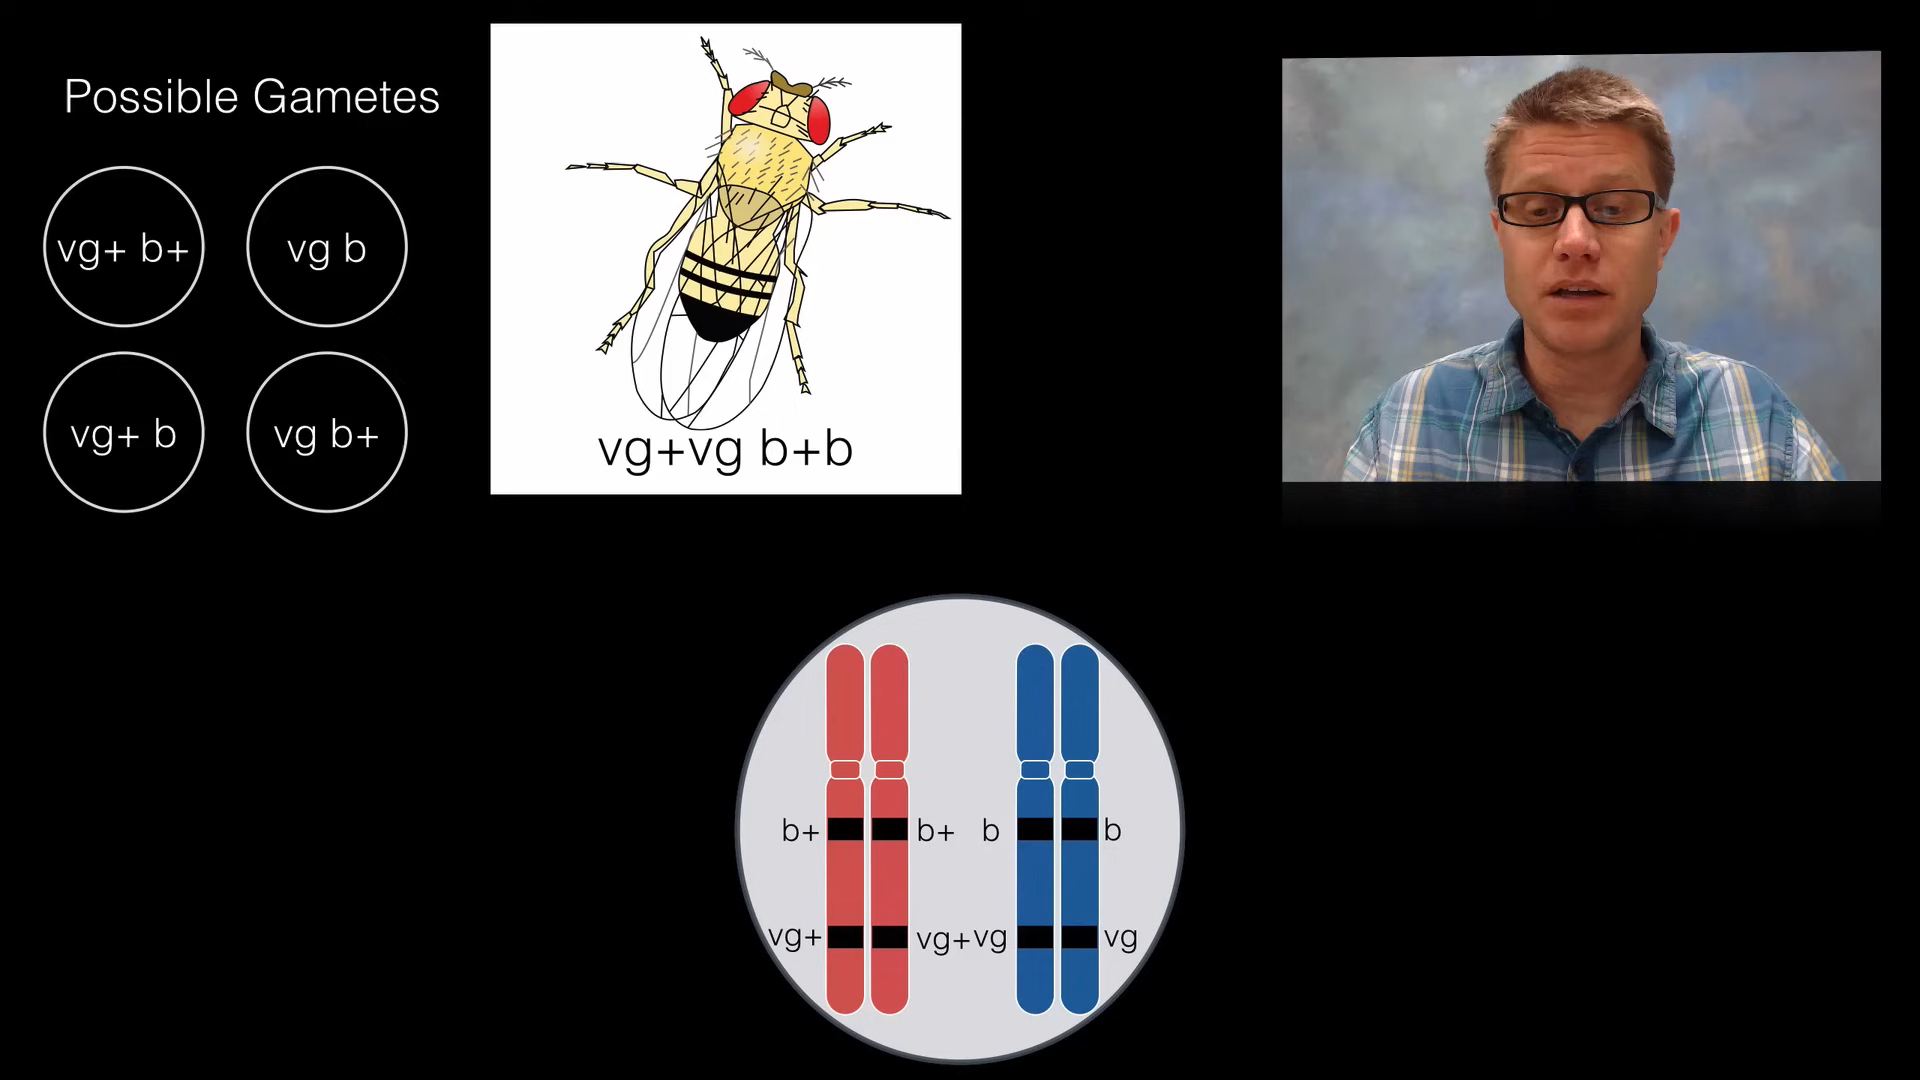 Possible Gametes
vg+ b+
vg b
vg+ b
vg b+
vg+vg b+b
b+ b+ b b
vg+ vg+ vg vg